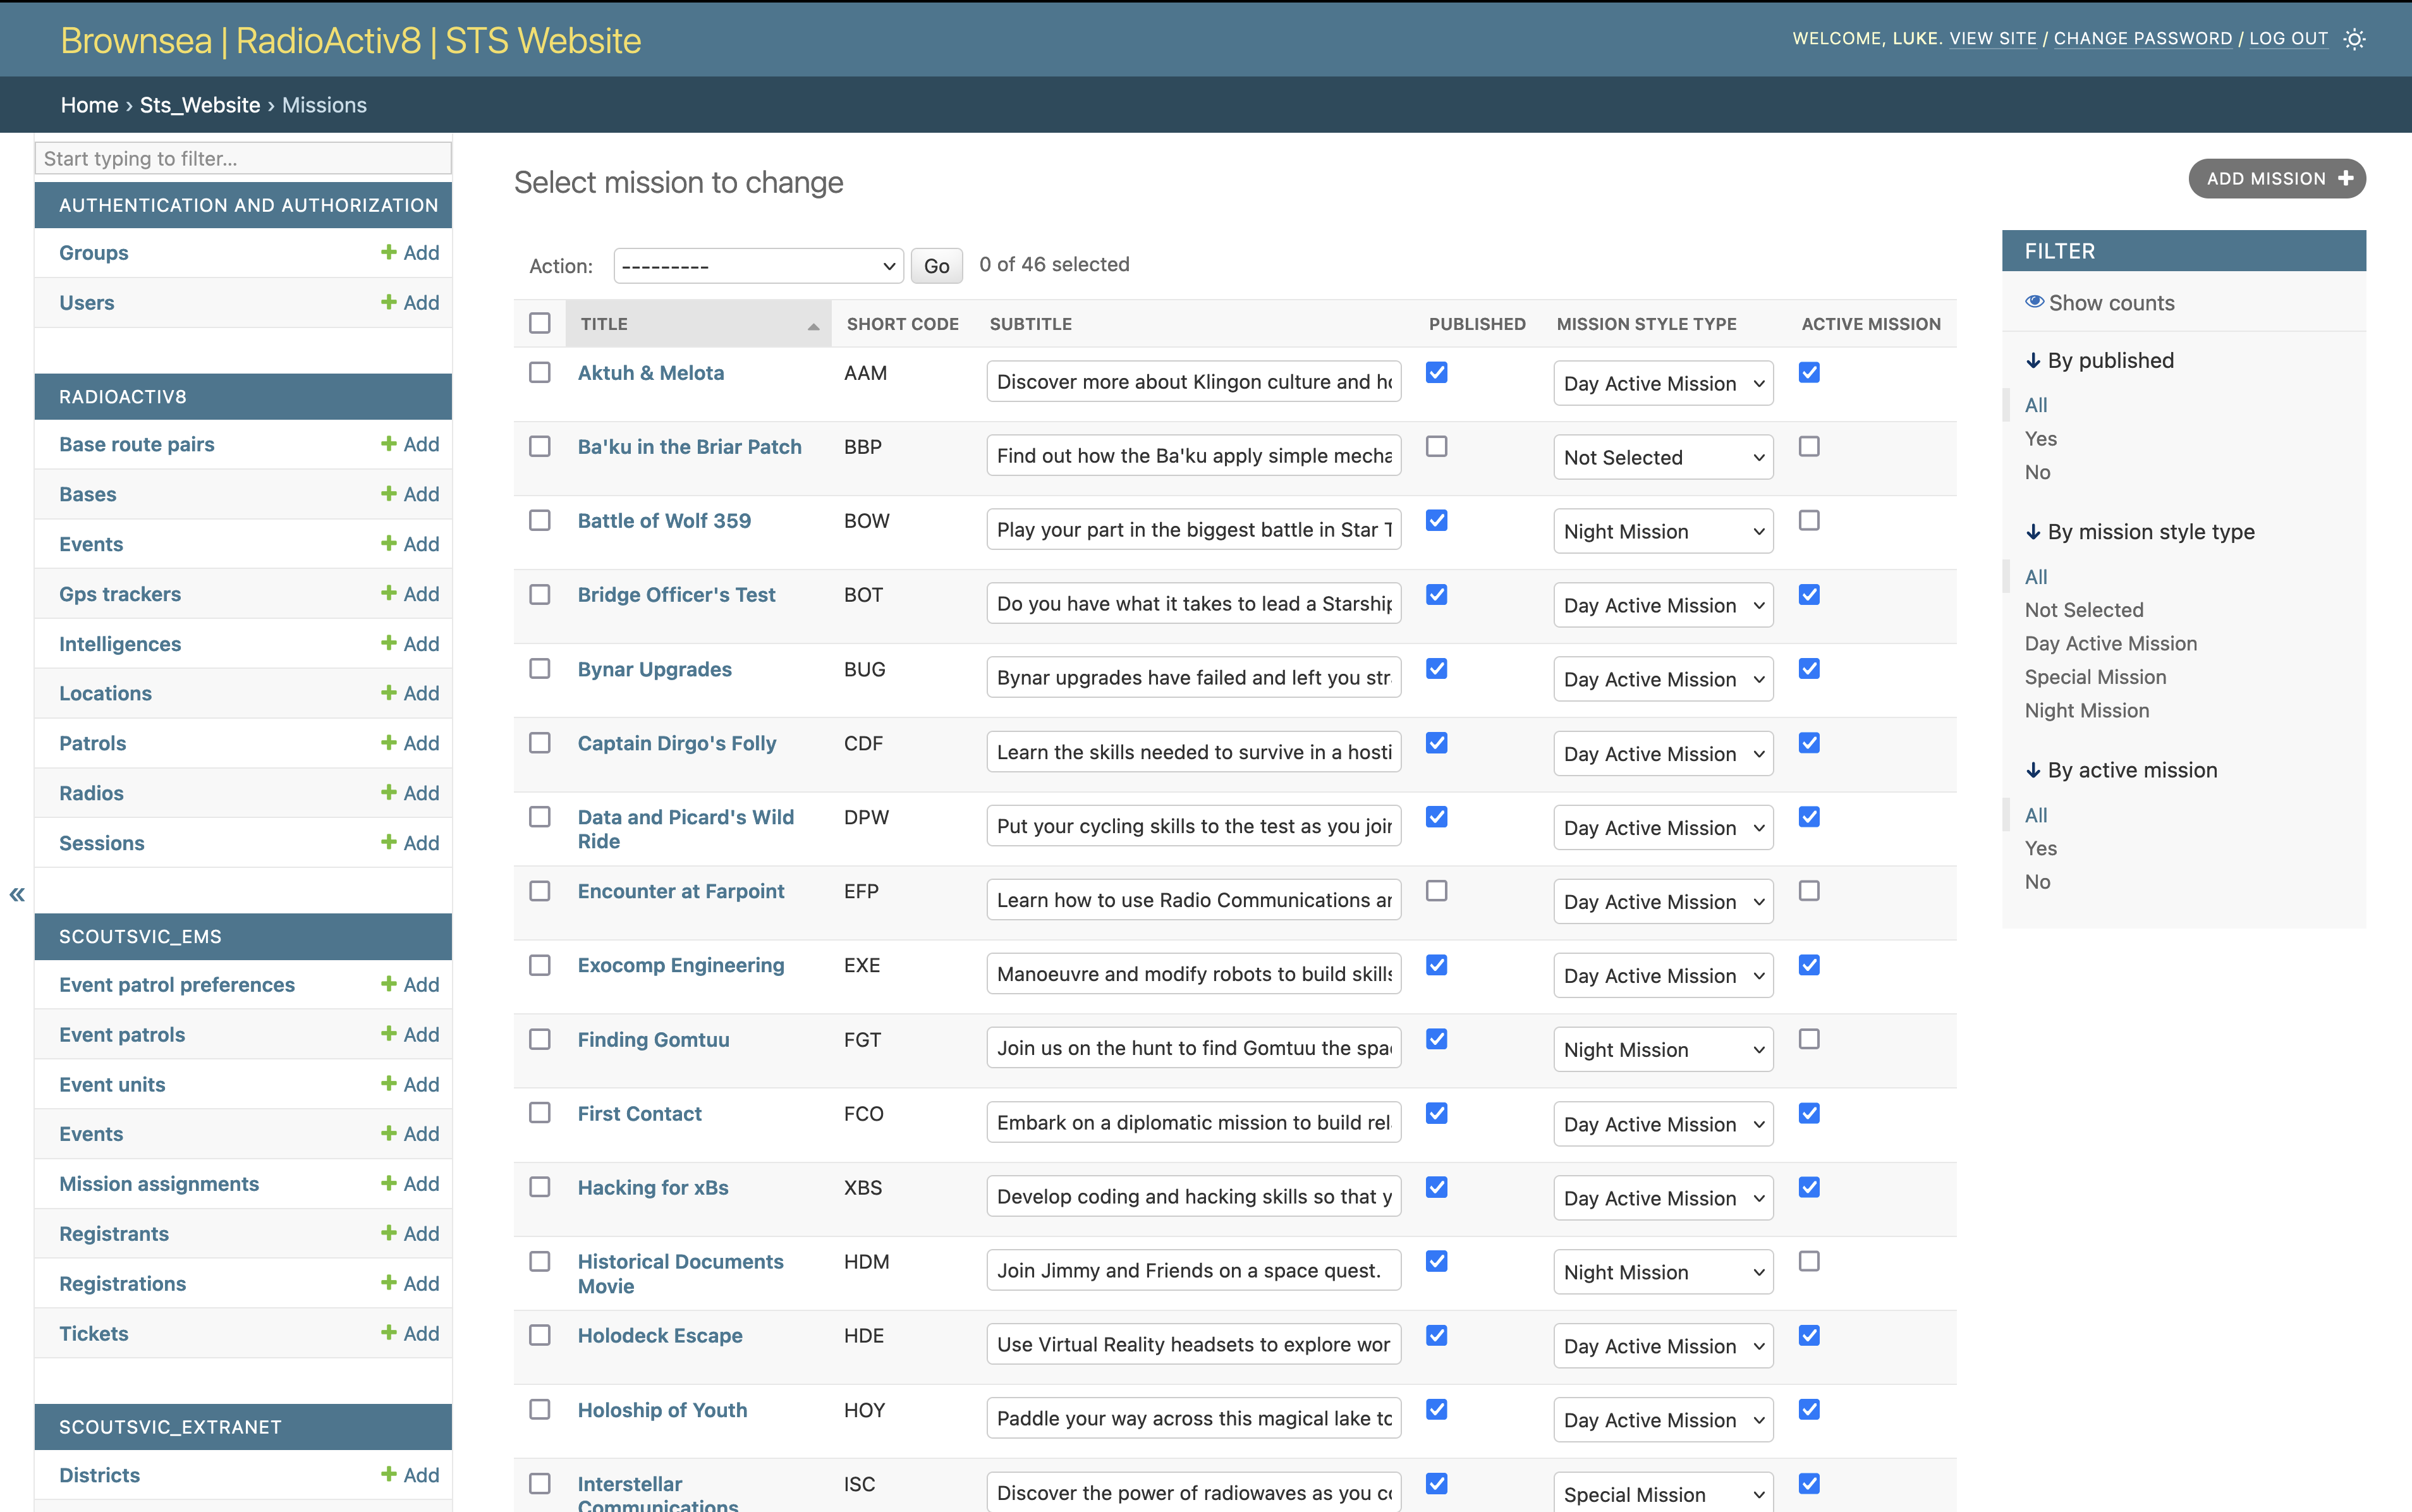 Brownsea | RadioActiv8 | STS Website
WELCOME, LUKE. VIEW SITE / CHANGE PASSWORD / LOG OUT
Home › Sts_Website › Missions
Start typing to filter...
AUTHENTICATION AND AUTHORIZATION
Groups Add
Users Add
RADIOACTIV8
Base route pairs Add
Bases Add
Events Add
Gps trackers Add
Intelligences Add
Locations Add
Patrols Add
Radios Add
Sessions Add
«
SCOUTSVIC_EMS
Event patrol preferences Add
Event patrols Add
Event units Add
Events Add
Mission assignments Add
Registrants Add
Registrations Add
Tickets Add
SCOUTSVIC_EXTRANET
Districts Add
Select mission to change
ADD MISSION
Action: --------- Go 0 of 46 selected
TITLE SHORT CODE SUBTITLE PUBLISHED MISSION STYLE TYPE ACTIVE MISSION
Aktuh & Melota AAM Discover more about Klingon culture and Day Active Mission
Ba'ku in the Briar Patch BBP Find out how the Ba'ku apply simple Not Selected
Battle of Wolf 359 BOW Play your part in the biggest battle in Star Night Mission
Bridge Officer's Test BOT Do you have what it takes to lead a Starship Day Active Mission
Bynar Upgrades BUG Bynar upgrades have failed and left you Day Active Mission
Captain Dirgo's Folly CDF Learn the skills needed to survive in a Day Active Mission
Data and Picard's Wild
Ride DPW Put your cycling skills to the test as you Day Active Mission
Encounter at Farpoint EFP Learn how to use Radio Communications Day Active Mission
Exocomp Engineering EXE Manoeuvre and modify robots to build skills Day Active Mission
Finding Gomtuu FGT Join us on the hunt to find Gomtuu the Night Mission
First Contact FCO Embark on a diplomatic mission to build Day Active Mission
Hacking for xBs XBS Develop coding and hacking skills so that Day Active Mission
Historical Documents
Movie HDM Join Jimmy and Friends on a space quest. Night Mission
Holodeck Escape HDE Use Virtual Reality headsets to explore wor Day Active Mission
Holoship of Youth HOY Paddle your way across this magical lake Day Active Mission
Interstellar
Communications ISC Discover the power of radiowaves as you Special Mission
FILTER
Show counts
By published
All
Yes
No
By mission style type
All
Not Selected
Day Active Mission
Special Mission
Night Mission
By active mission
All
Yes
No